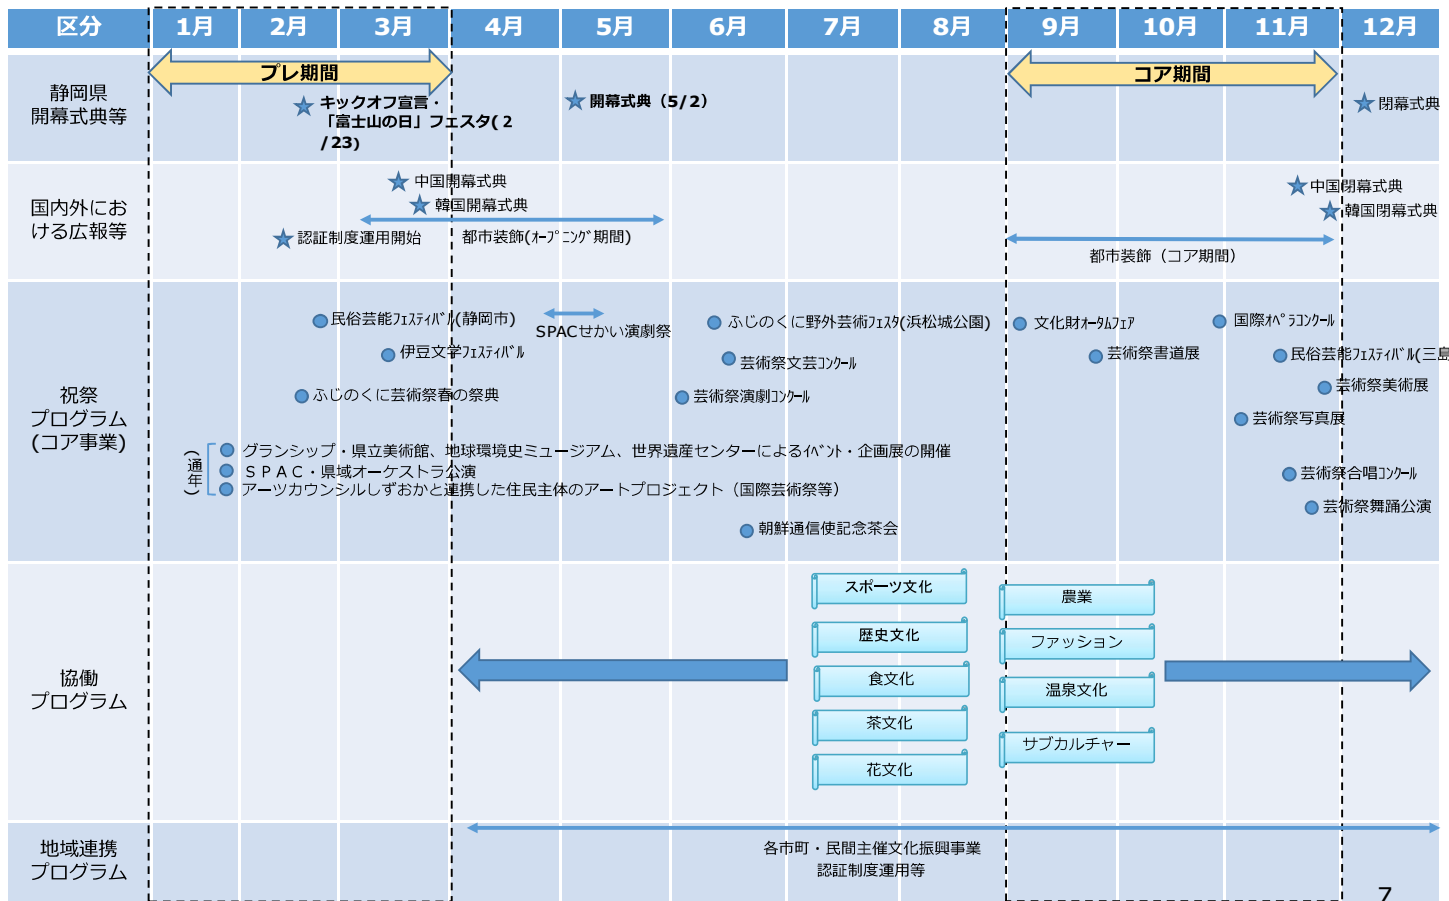 区分
1月
2月
3月
4月
5月
6月
7月
8月
9月
10月
11月
12月
静岡県
開幕式典等
プレ期間
コア期間
キックオフ宣言・
「富士山の日」フェスタ(2
/23)
開幕式典（5/2）
閉幕式典
国内外にお
ける広報等
中国開幕式典
韓国開幕式典
認証制度運用開始
都市装飾(ｵｰﾌﾟﾆﾝｸﾞ期間)
中国閉幕式典
韓国閉幕式典
都市装飾（コア期間）
祝祭
プログラム
(コア事業)
民俗芸能ﾌｪｽﾃｨﾊﾞﾙ(静岡市)
SPACせかい演劇祭
ふじのくに野外芸術ﾌｪｽﾀ(浜松城公園)
文化財ｵｰﾀﾑﾌｪｱ
国際ｵﾍﾟﾗｺﾝｸｰﾙ
伊豆文学ﾌｪｽﾃｨﾊﾞﾙ
芸術祭文芸ｺﾝｸｰﾙ
芸術祭書道展
民俗芸能ﾌｪｽﾃｨﾊﾞﾙ(三島
ふじのくに芸術祭春の祭典
芸術祭演劇ｺﾝｸｰﾙ
芸術祭美術展
芸術祭写真展
(通年)
グランシップ・県立美術館、地球環境史ミュージアム、世界遺産センターによるｲﾍﾞﾝﾄ・企画展の開催
ＳＰＡＣ・県域オーケストラ公演
アーツカウンシルしずおかと連携した住民主体のアートプロジェクト（国際芸術祭等）
芸術祭合唱ｺﾝｸｰﾙ
芸術祭舞踊公演
朝鮮通信使記念茶会
協働
プログラム
スポーツ文化
歴史文化
食文化
茶文化
花文化
農業
ファッション
温泉文化
サブカルチャー
地域連携
プログラム
各市町・民間主催文化振興事業
認証制度運用等
7